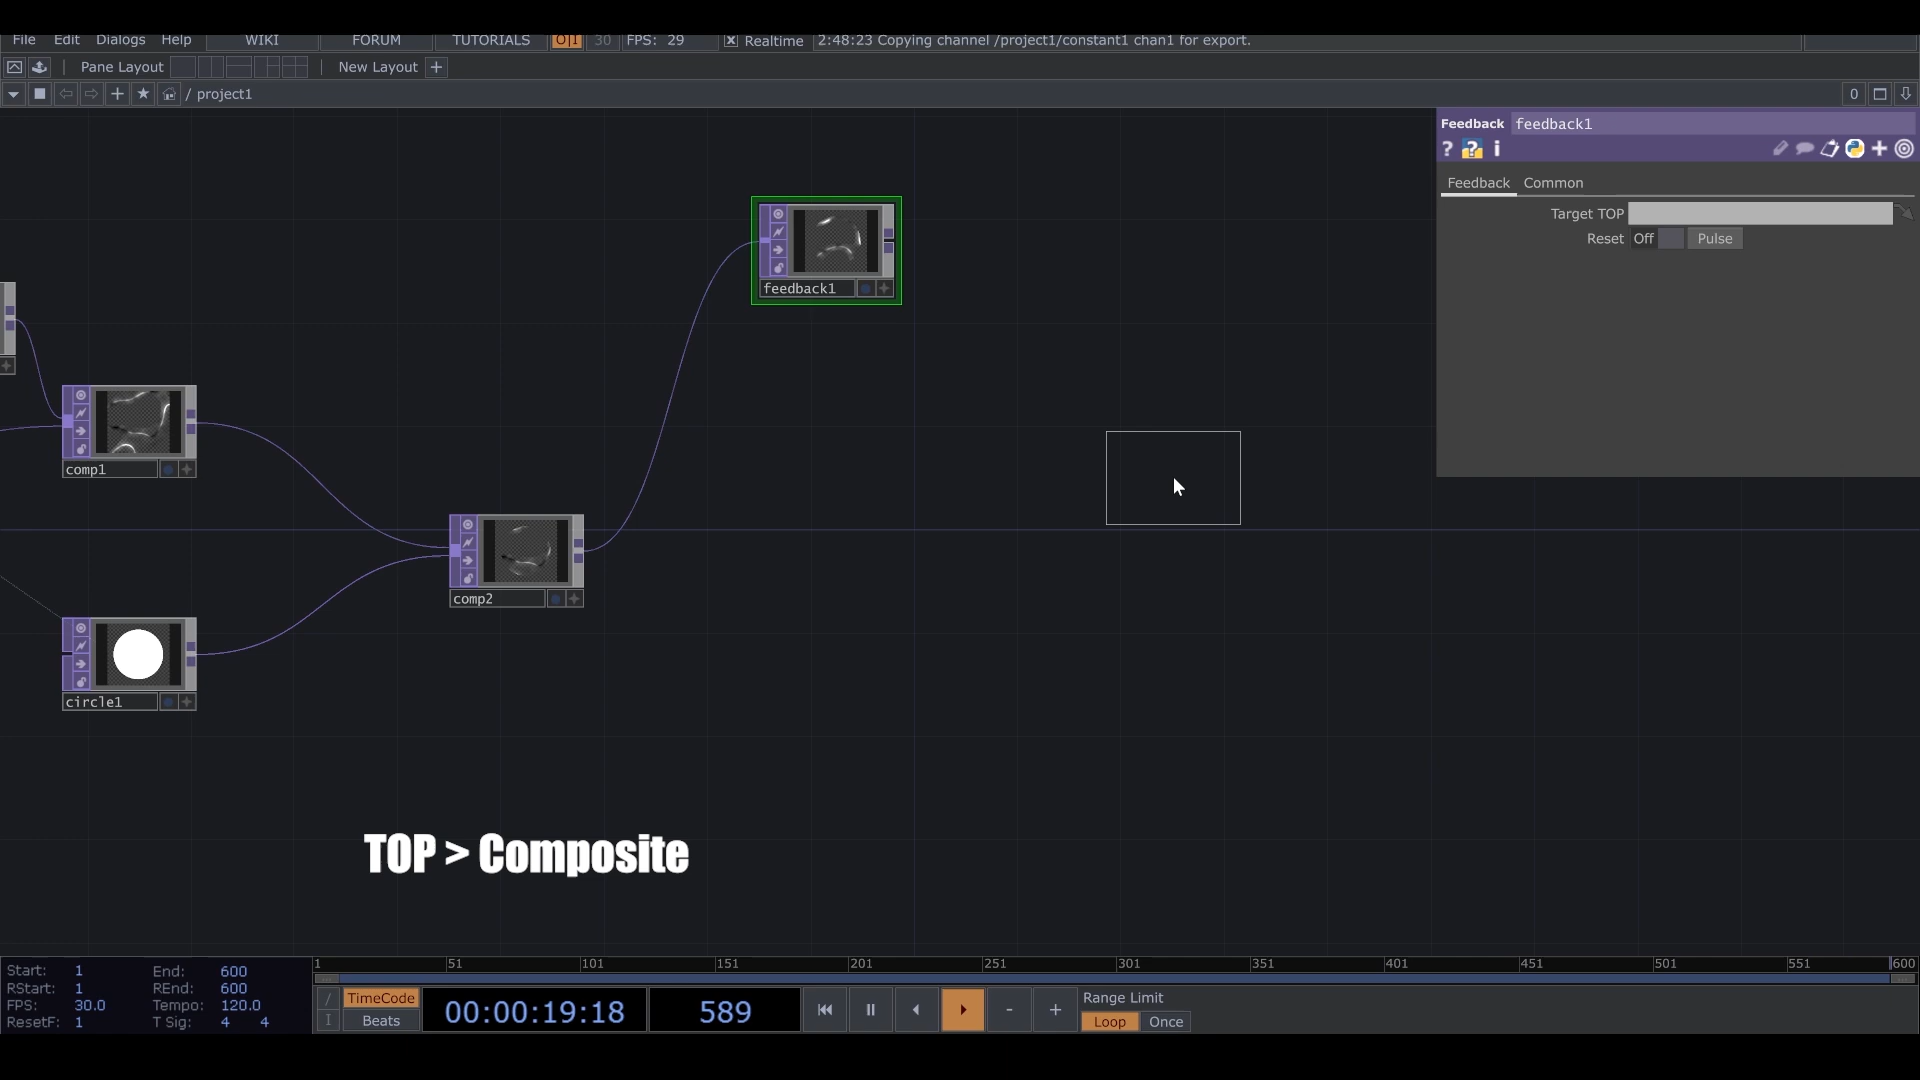 File Edit Dialogs Help WIKI FORUM TUTORIALS O|I 30 FPS: 29 Realtime 2:48:23 Copying channel /project1/constant1 chan1 for export.
Pane Layout New Layout +
/ project1 0
Feedback feedback1
? ? i
Feedback Common
Target TOP
Reset Off Pulse
feedback1
comp1
comp2
circle1
TOP > Composite
1 51 101 151 201 251 301 351 401 451 501 551 600
Start: 1 End: 600
RStart: 1 REnd: 600
FPS: 30.0 Tempo: 120.0
ResetF: 1 T Sig: 4 4
/ TimeCode
I Beats
00:00:19:18 589 - +
Range Limit
Loop Once